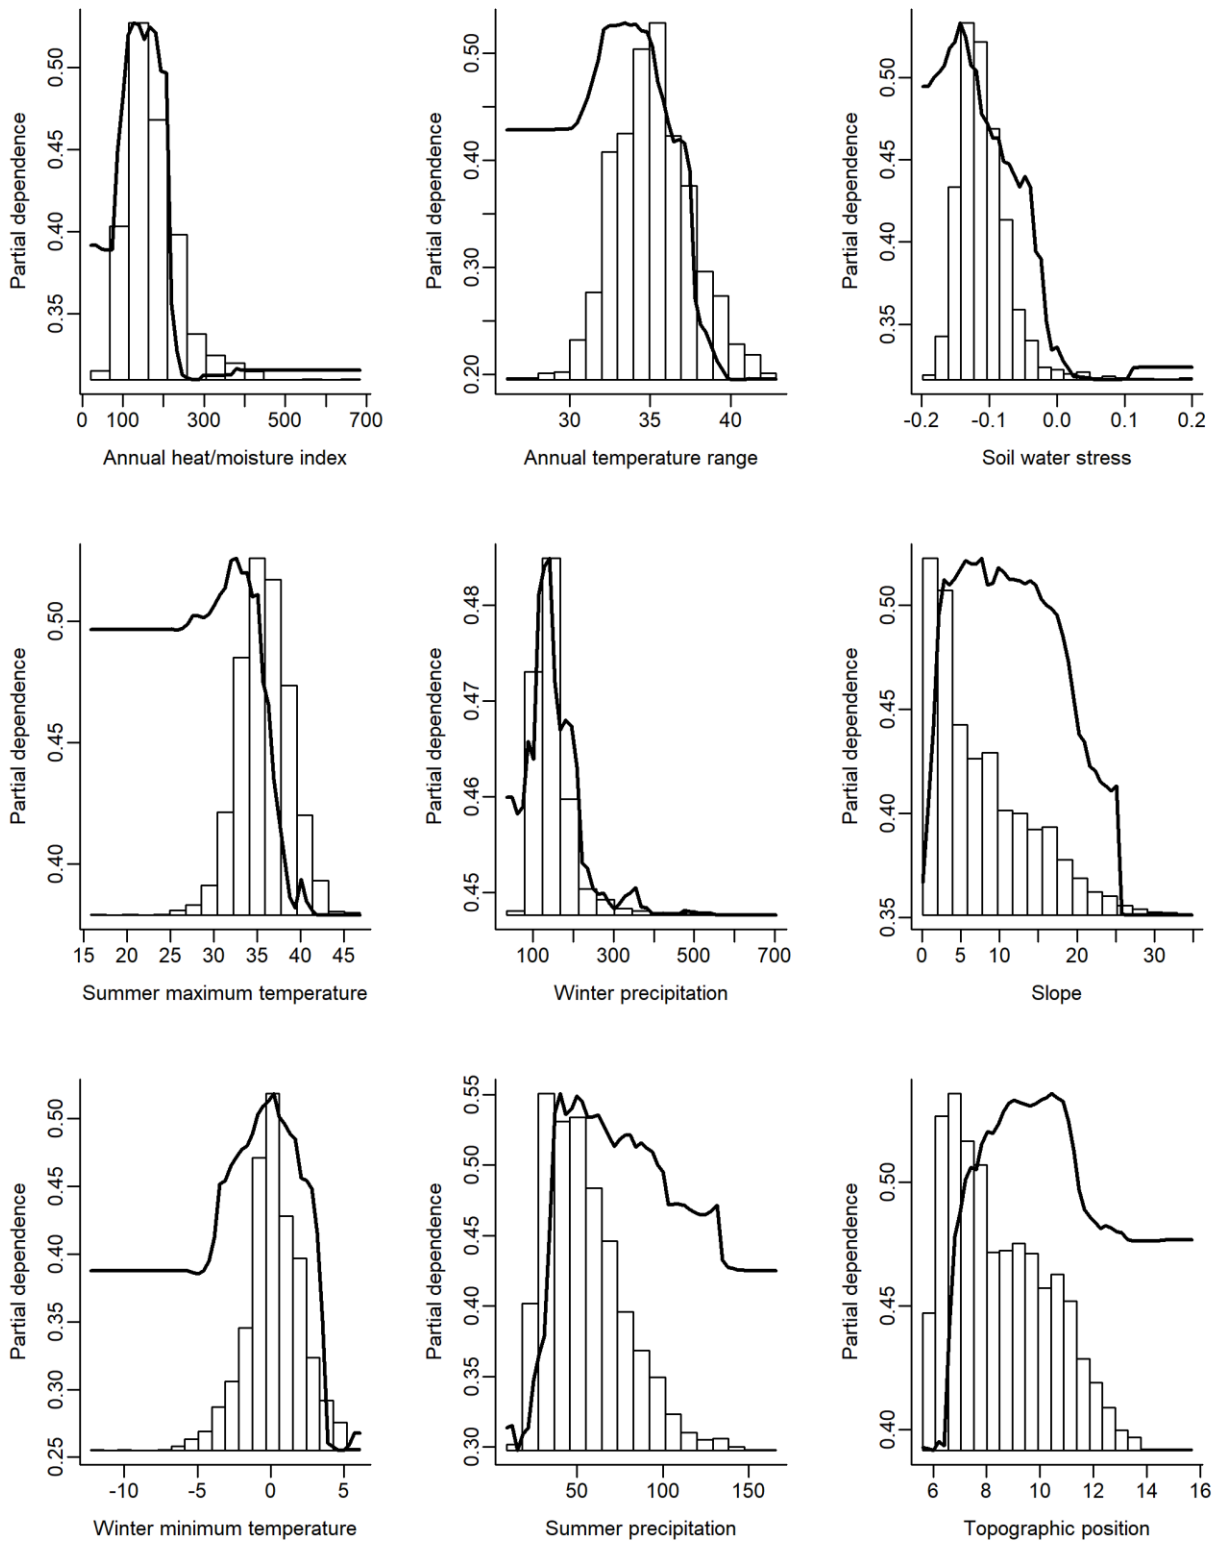 Partial dependence
0.35 0.40 0.45 0.50
0 100 300 500 700
Annual heat/moisture index
Partial dependence
0.20 0.30 0.40 0.50
30 35 40
Annual temperature range
Partial dependence
0.35 0.40 0.45 0.50
-0.2 -0.1 0.0 0.1 0.2
Soil water stress
Partial dependence
0.40 0.45 0.50
15 20 25 30 35 40 45
Summer maximum temperature
Partial dependence
0.45 0.46 0.47 0.48
100 300 500 700
Winter precipitation
Partial dependence
0.35 0.40 0.45 0.50
0 5 10 20 30
Slope
Partial dependence
0.25 0.30 0.35 0.40 0.45 0.50
-10 -5 0 5
Winter minimum temperature
Partial dependence
0.30 0.35 0.40 0.45 0.50 0.55
50 100 150
Summer precipitation
Partial dependence
0.40 0.45 0.50
6 8 10 12 14 16
Topographic position